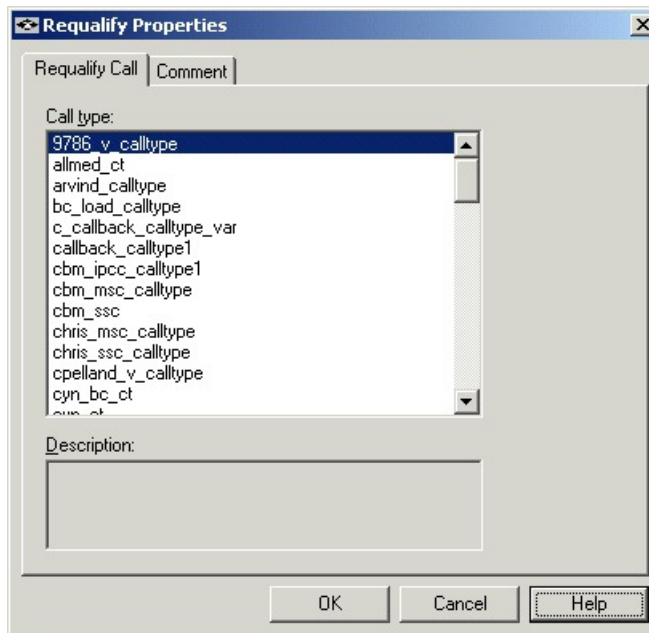 Requalify Properties
Requalify Call
Comment
Call type:
9786_v_calltype
allmed_ct
arvind_calltype
bc_load_calltype
c_callback_calltype_var
callback_calltype1
cbm_ipcc_calltype1
cbm_msc_calltype
cbm_ssc
chris_msc_calltype
chris_ssc_calltype
cpelland_v_calltype
cyn_bc_ct
Description:
OK
Cancel
Help